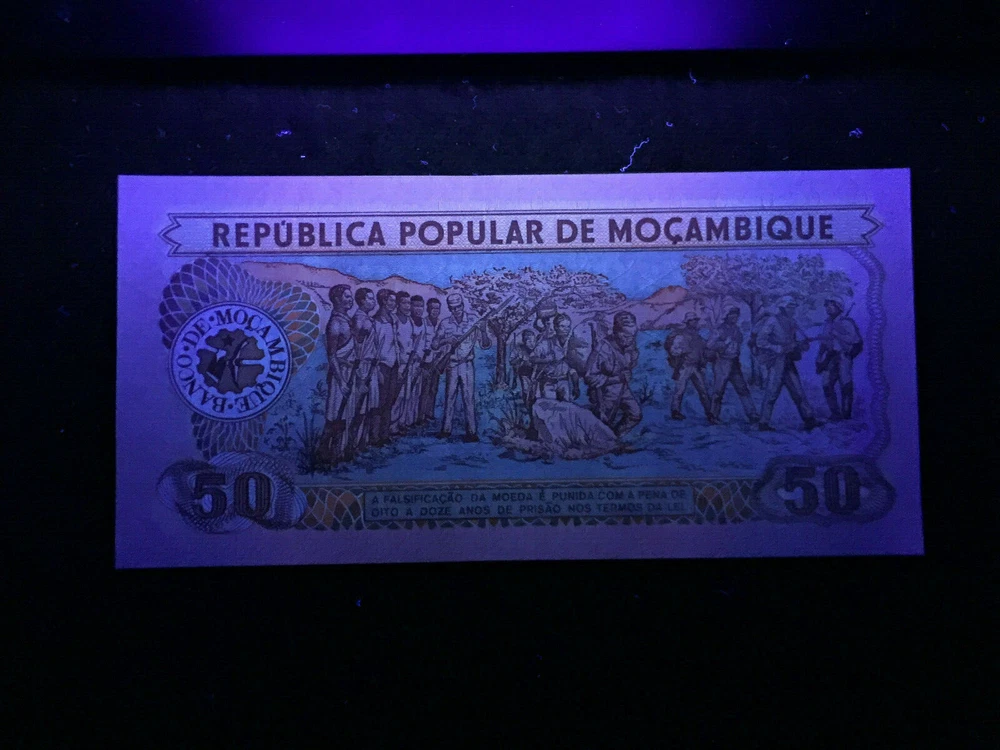 REPÚBLICA POPULAR DE MOÇAMBIQUE
BANCO·DE·MOÇAMBIQUE·
50
50
A FALSIFICAÇÃO DA MOEDA É PUNIDA COM A PENA DE
OITO A DOZE ANOS DE PRISÃO NOS TERMOS DA LEI